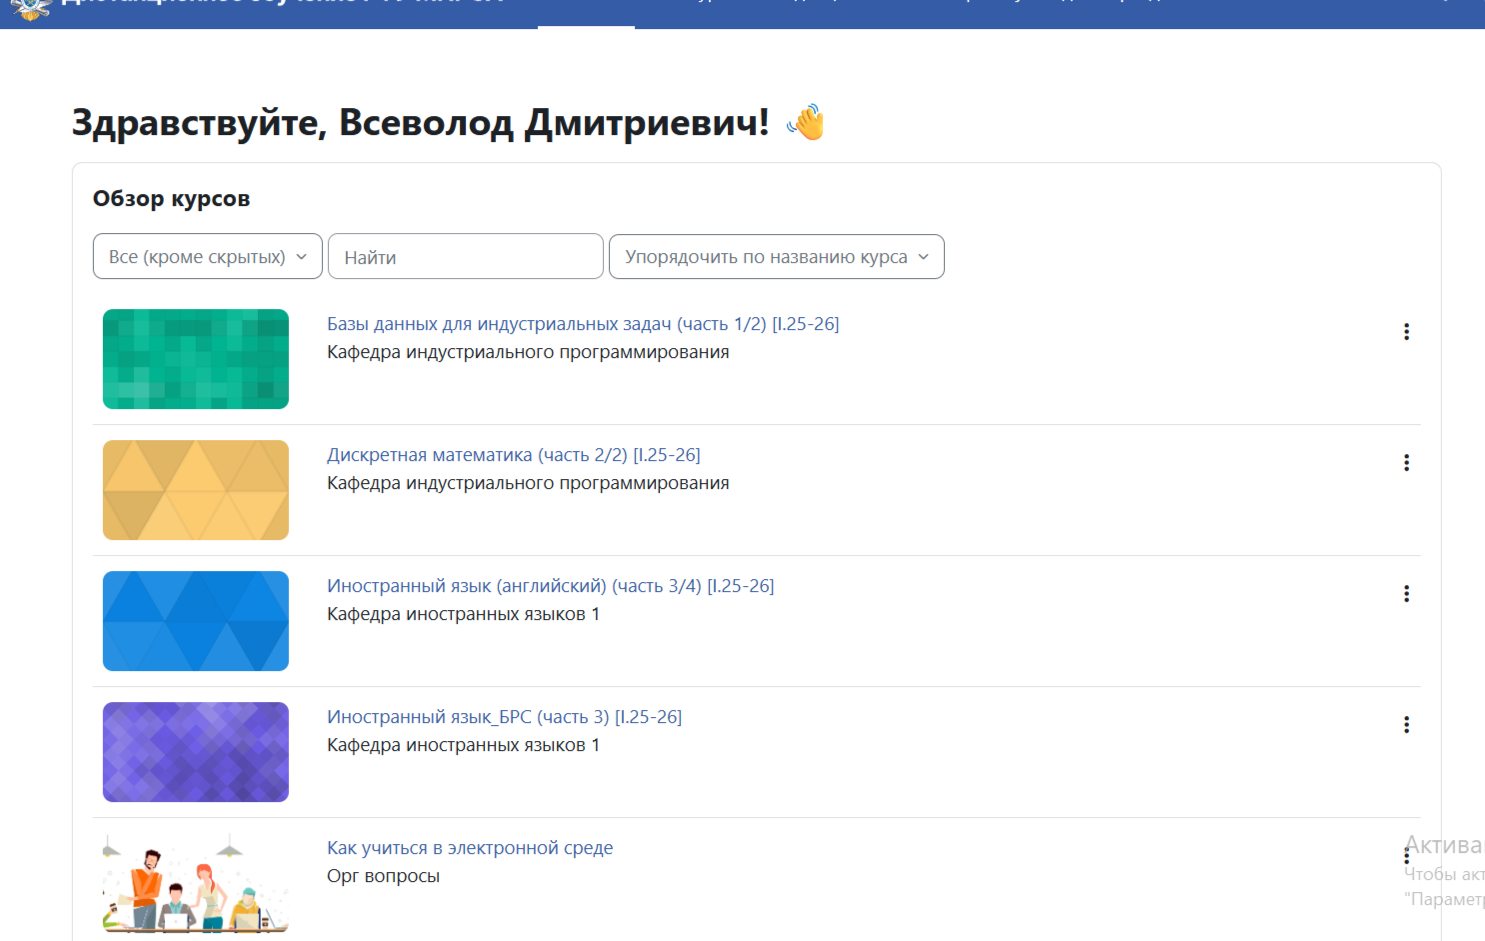 Здравствуйте, Всеволод Дмитриевич! 👋
Обзор курсов
Все (кроме скрытых)
Найти
Упорядочить по названию курса
Базы данных для индустриальных задач (часть 1/2) [I.25-26]
Кафедра индустриального программирования
Дискретная математика (часть 2/2) [I.25-26]
Кафедра индустриального программирования
Иностранный язык (английский) (часть 3/4) [I.25-26]
Кафедра иностранных языков 1
Иностранный язык_БРС (часть 3) [I.25-26]
Кафедра иностранных языков 1
Как учиться в электронной среде
Орг вопросы
Актива
Чтобы акт
"Парамет